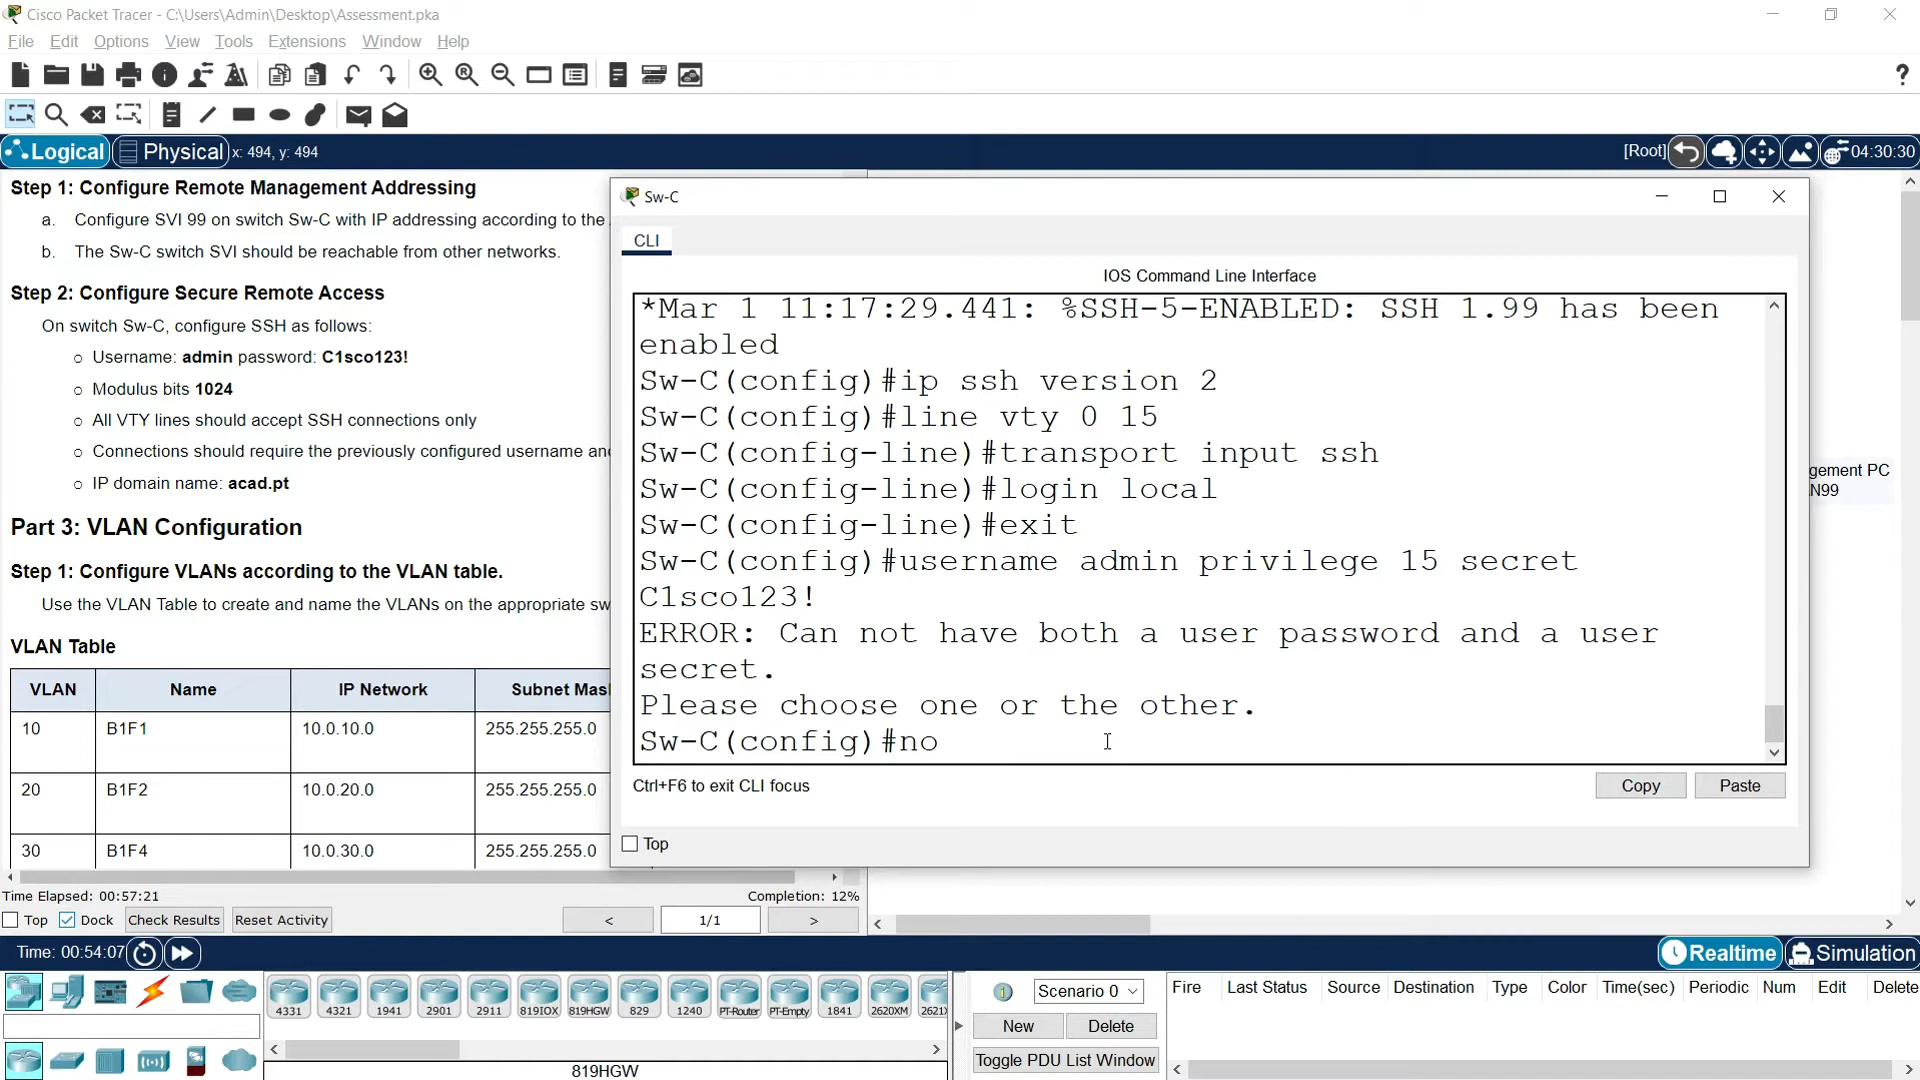 Cisco Packet Tracer - C:\Users\Admin\Desktop\Assessment.pka
File Edit Options View Tools Extensions Window Help
?
Logical Physical x: 494, y: 494 [Root] 04:30:30
Step 1: Configure Remote Management Addressing
a. Configure SVI 99 on switch Sw-C with IP addressing according to the
b. The Sw-C switch SVI should be reachable from other networks.
Step 2: Configure Secure Remote Access
On switch Sw-C, configure SSH as follows:
o Username: admin password: C1sco123!
o Modulus bits 1024
o All VTY lines should accept SSH connections only
o Connections should require the previously configured username an
o IP domain name: acad.pt
Part 3: VLAN Configuration
Step 1: Configure VLANs according to the VLAN table.
Use the VLAN Table to create and name the VLANs on the appropriate sw
VLAN Table
VLAN Name IP Network Subnet Mas
10 B1F1 10.0.10.0 255.255.255.0
20 B1F2 10.0.20.0 255.255.255.0
30 B1F4 10.0.30.0 255.255.255.0
Time Elapsed: 00:57:21 Completion: 12%
Top Dock Check Results Reset Activity < 1/1 >
Sw-C
CLI
IOS Command Line Interface
*Mar 1 11:17:29.441: %SSH-5-ENABLED: SSH 1.99 has been
enabled
Sw-C(config)#ip ssh version 2
Sw-C(config)#line vty 0 15
Sw-C(config-line)#transport input ssh
Sw-C(config-line)#login local
Sw-C(config-line)#exit
Sw-C(config)#username admin privilege 15 secret
C1sco123!
ERROR: Can not have both a user password and a user
secret.
Please choose one or the other.
Sw-C(config)#no
Ctrl+F6 to exit CLI focus Copy Paste
Top
gement PC
N99
Time: 00:54:07 Realtime Simulation
4331 4321 1941 2901 2911 819IOX 819HGW 829 1240 PT-Router PT-Empty 1841 2620XM 2621
819HGW
Scenario 0
New Delete
Toggle PDU List Window
Fire Last Status Source Destination Type Color Time(sec) Periodic Num Edit Delete